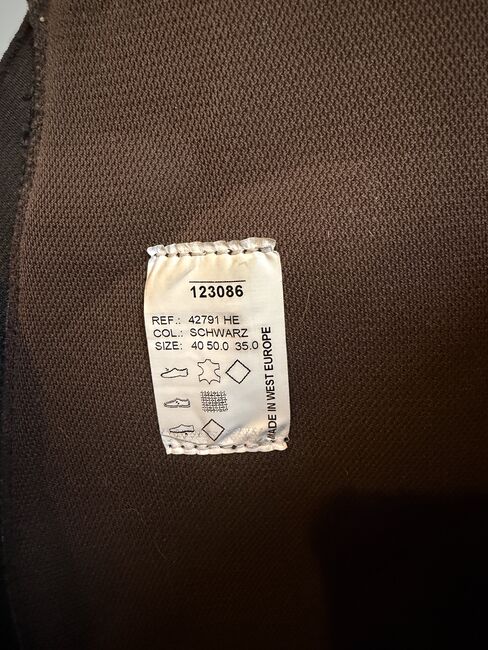 123086
REF.: 42791 HE
COL.: SCHWARZ
SIZE: 40 50.0 35.0
MADE IN WEST EUROPE